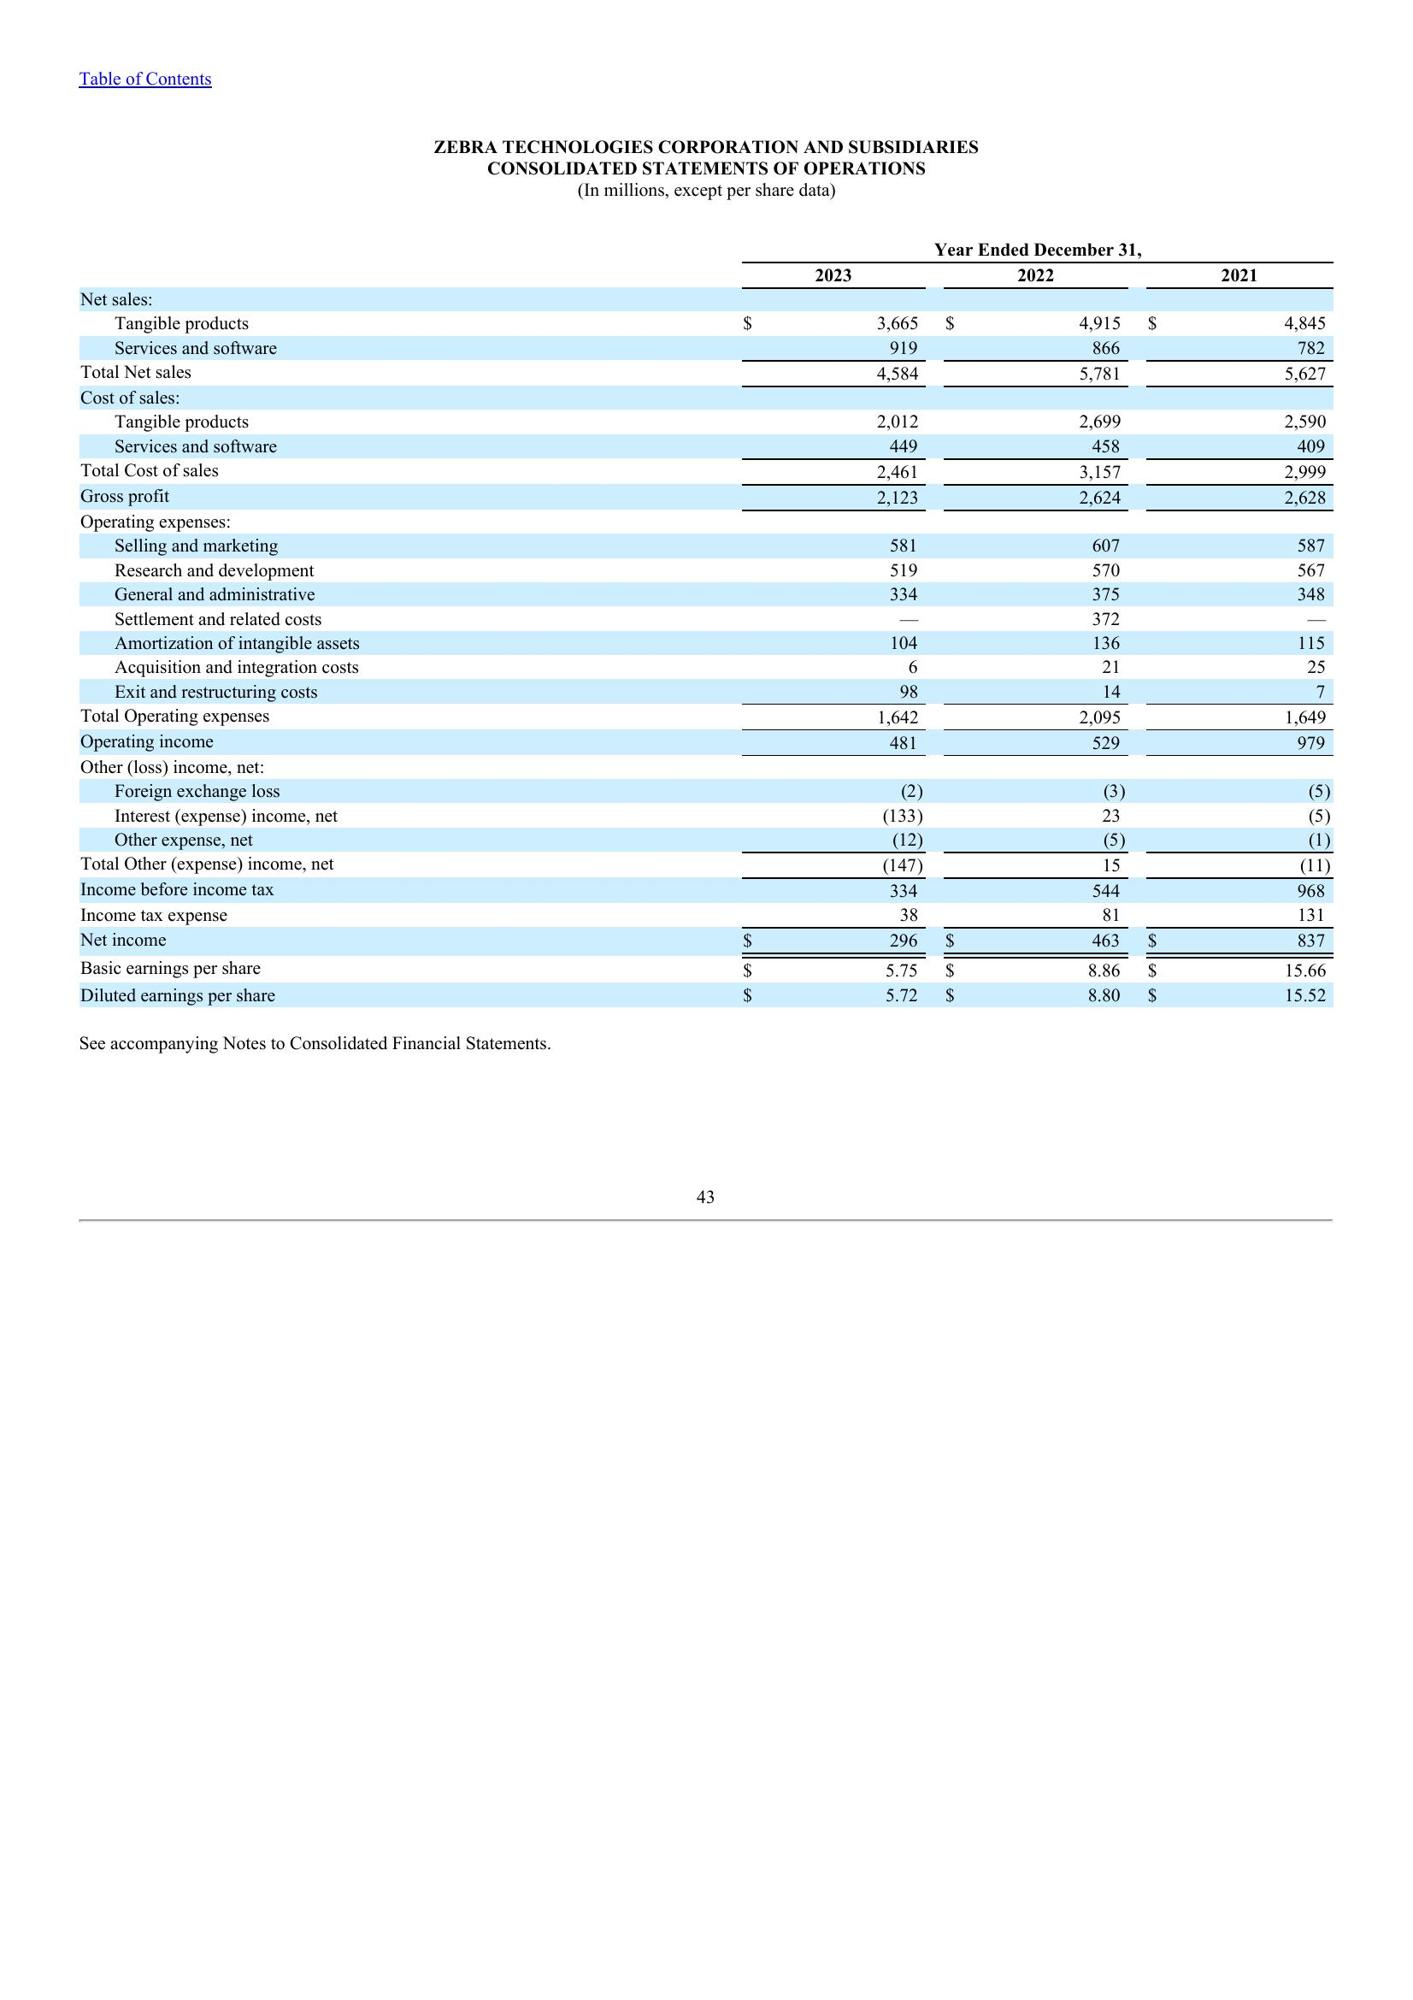 Table of Contents
ZEBRA TECHNOLOGIES CORPORATION AND SUBSIDIARIES
CONSOLIDATED STATEMENTS OF OPERATIONS
(In millions, except per share data)
Year Ended December 31,
2023 2022 2021
Net sales:
Tangible products $ 3,665 $ 4,915 $ 4,845
Services and software 919 866 782
Total Net sales 4,584 5,781 5,627
Cost of sales:
Tangible products 2,012 2,699 2,590
Services and software 449 458 409
Total Cost of sales 2,461 3,157 2,999
Gross profit 2,123 2,624 2,628
Operating expenses:
Selling and marketing 581 607 587
Research and development 519 570 567
General and administrative 334 375 348
Settlement and related costs — 372 —
Amortization of intangible assets 104 136 115
Acquisition and integration costs 6 21 25
Exit and restructuring costs 98 14 7
Total Operating expenses 1,642 2,095 1,649
Operating income 481 529 979
Other (loss) income, net:
Foreign exchange loss (2) (3) (5)
Interest (expense) income, net (133) 23 (5)
Other expense, net (12) (5) (1)
Total Other (expense) income, net (147) 15 (11)
Income before income tax 334 544 968
Income tax expense 38 81 131
Net income $ 296 $ 463 $ 837
Basic earnings per share $ 5.75 $ 8.86 $ 15.66
Diluted earnings per share $ 5.72 $ 8.80 $ 15.52
See accompanying Notes to Consolidated Financial Statements.
43